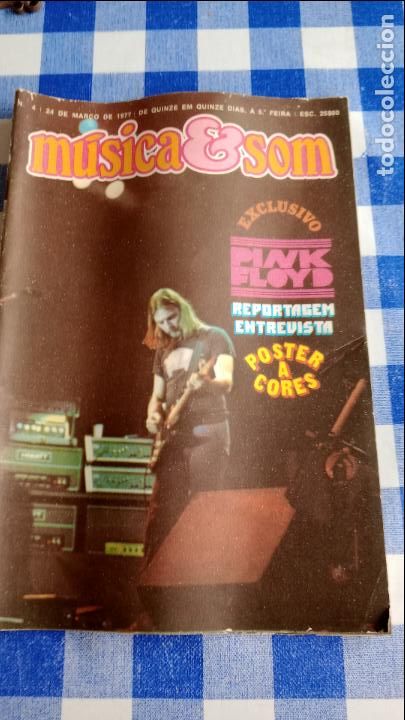 N. 4 : 24 DE MARÇO DE 1977 : DE QUINZE EM QUINZE DIAS, A 5.ª FEIRA : ESC. 25$00
música & som
EXCLUSIVO
PINK
FLOYD
REPORTAGEM
ENTREVISTA
POSTER
A
CORES
HIWATT
todocoleccion